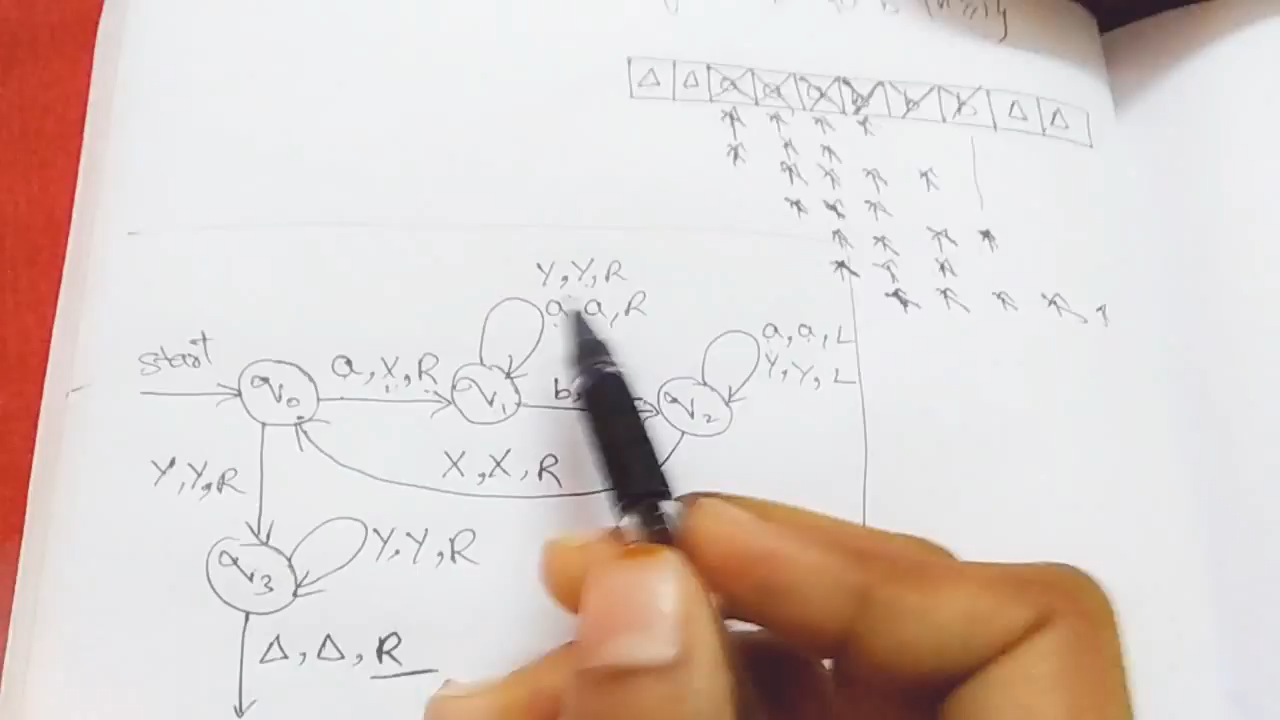 Δ Δ a a a b b b Δ Δ
Y, Y, R
a, a, R
start
q0
a, X, R
q1
b,
q2
a, a, L
Y, Y, L
X, X, R
Y, Y, R
q3
Y, Y, R
Δ, Δ, R